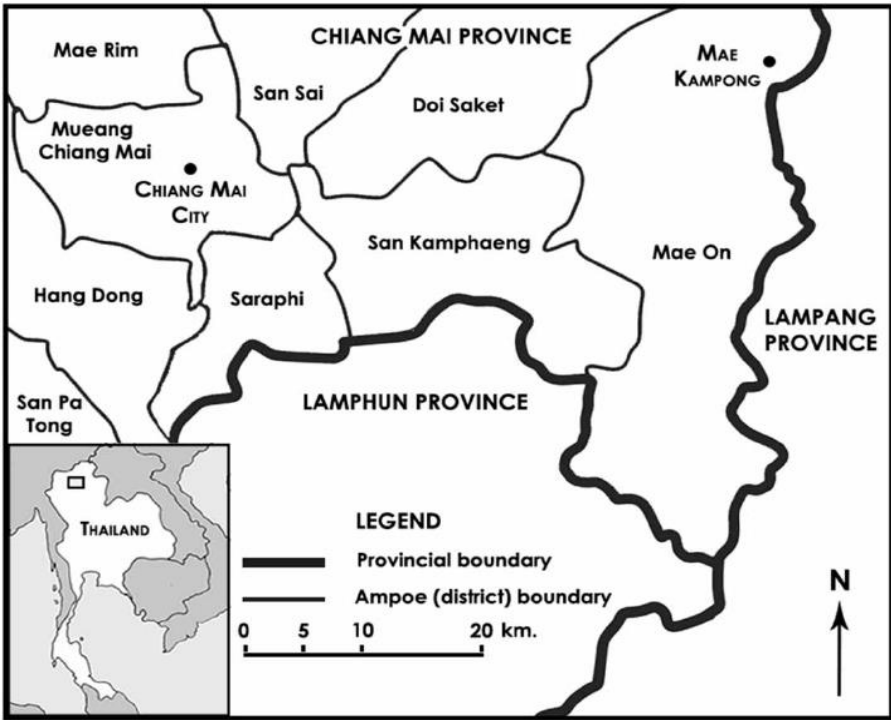 CHIANG MAI PROVINCE
Mae Rim
MAE
KAMPONG
San Sai
Doi Saket
Mueang
Chiang Mai
CHIANG MAI
CITY
San Kamphaeng
Mae On
Hang Dong
Saraphi
LAMPANG
PROVINCE
San Pa
Tong
LAMPHUN PROVINCE
THAILAND
LEGEND
Provincial boundary
Ampoe (district) boundary
0 5 10 20 km.
N